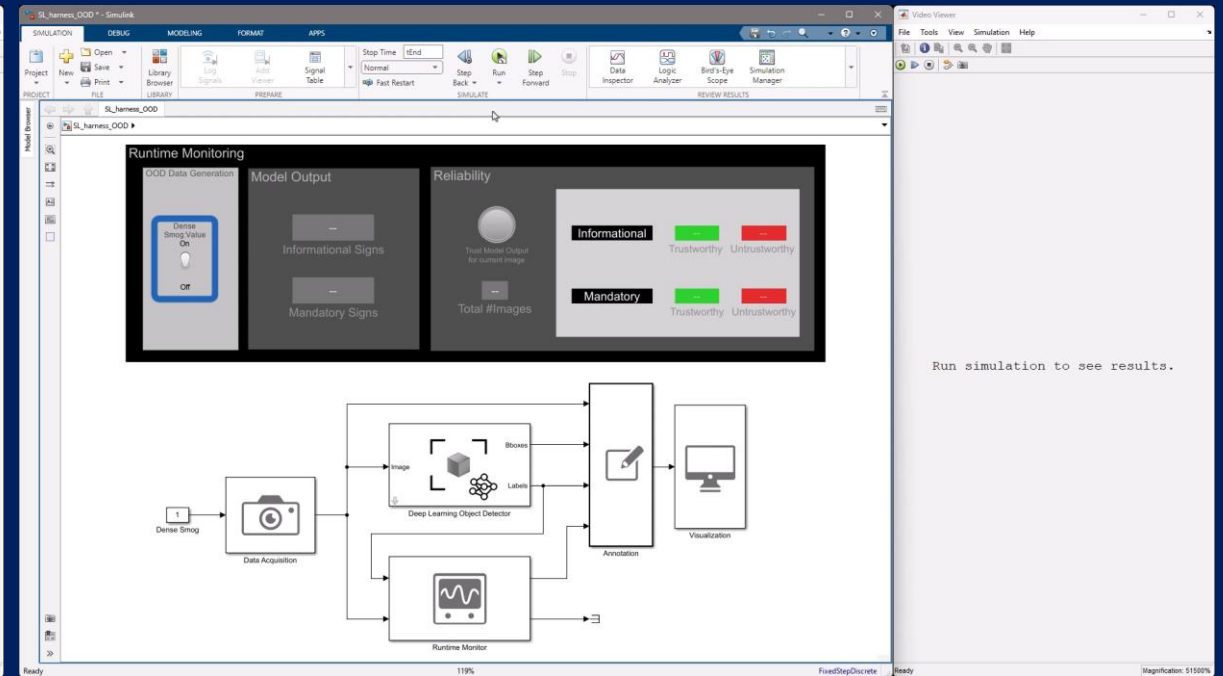 SL_harness_OOD * - Simulink
SIMULATION DEBUG MODELING FORMAT APPS
Project
New
Open
Save
Print
Library Browser
Log Signals
Add Viewer
Signal Table
Stop Time tEnd
Normal
Fast Restart
Step Back
Run
Step Forward
Stop
Data Inspector
Logic Analyzer
Bird's-Eye Scope
Simulation Manager
PROJECT FILE LIBRARY PREPARE SIMULATE REVIEW RESULTS
Model Browser
SL_harness_OOD
SL_harness_OOD
Runtime Monitoring
OOD Data Generation
Dense
Smog:Value
On
Off
Model Output
--
Informational Signs
--
Mandatory Signs
Reliability
Trust Model Output
for current image
--
Total #Images
Informational -- --
Trustworthy Untrustworthy
Mandatory -- --
Trustworthy Untrustworthy
1
Dense Smog
Data Acquisition
Image
Bboxes
Labels
Deep Learning Object Detector
Runtime Monitor
Annotation
Visualization
Ready 119% FixedStepDiscrete
Video Viewer
File Tools View Simulation Help
Run simulation to see results.
Ready Magnification: 51500%